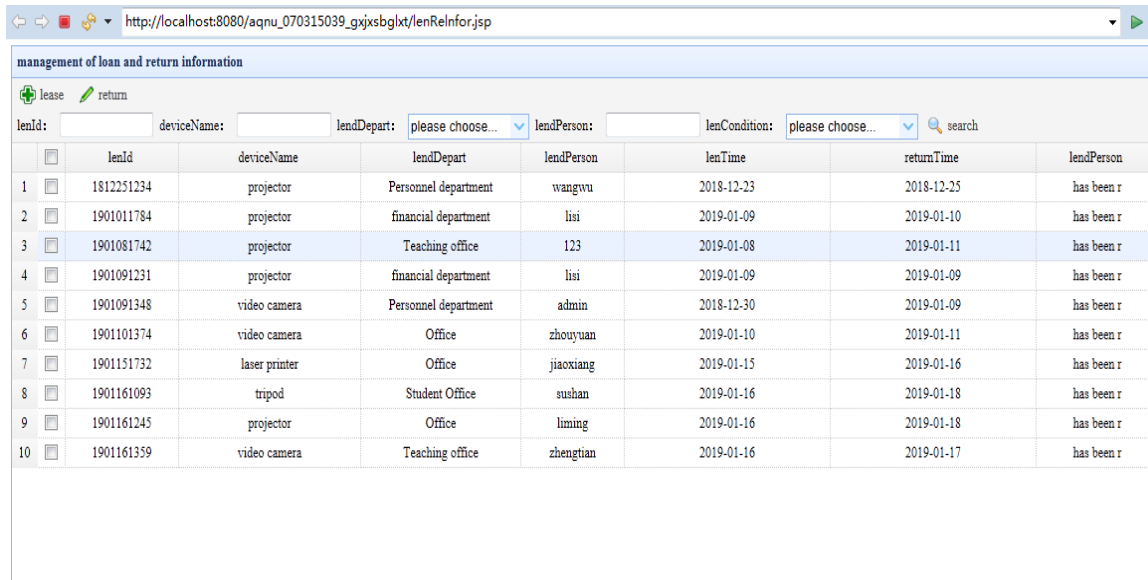 http://localhost:8080/aqnu_070315039_gxjxsbglxt/lenReInfor.jsp
management of loan and return information
lease return
lenId: deviceName: lendDepart: please choose... lendPerson: lenCondition: please choose... search
lenId deviceName lendDepart lendPerson lenTime returnTime lendPerson
1 1812251234 projector Personnel department wangwu 2018-12-23 2018-12-25 has been r
2 1901011784 projector financial department lisi 2019-01-09 2019-01-10 has been r
3 1901081742 projector Teaching office 123 2019-01-08 2019-01-11 has been r
4 1901091231 projector financial department lisi 2019-01-09 2019-01-09 has been r
5 1901091348 video camera Personnel department admin 2018-12-30 2019-01-09 has been r
6 1901101374 video camera Office zhouyuan 2019-01-10 2019-01-11 has been r
7 1901151732 laser printer Office jiaoxiang 2019-01-15 2019-01-16 has been r
8 1901161093 tripod Student Office sushan 2019-01-16 2019-01-18 has been r
9 1901161245 projector Office liming 2019-01-16 2019-01-18 has been r
10 1901161359 video camera Teaching office zhengtian 2019-01-16 2019-01-17 has been r